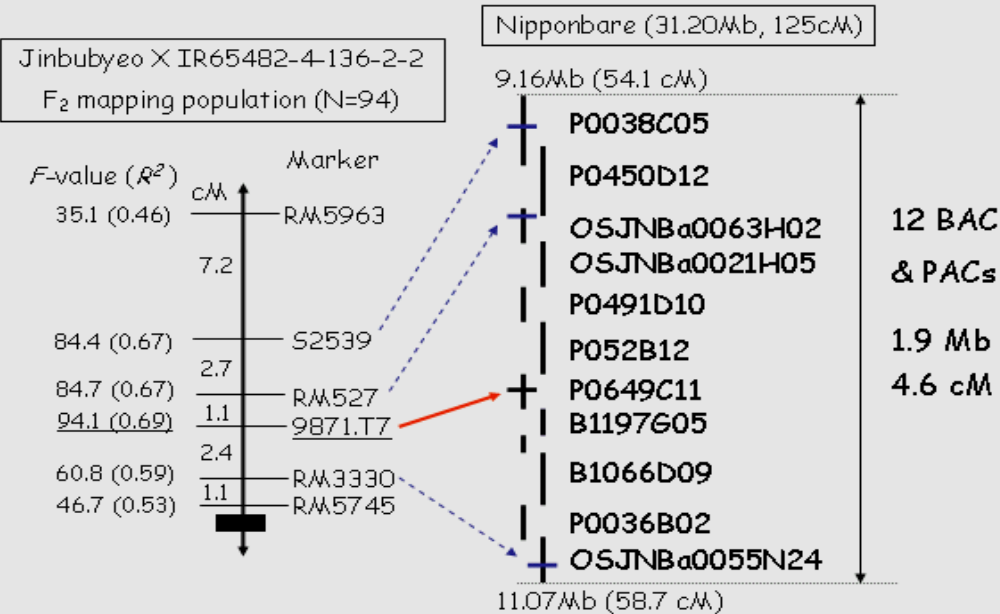 Jinbubyeo X IR65482-4-136-2-2
F2 mapping population (N=94)
F-value (R2)
cM
Marker
35.1 (0.46)
RM5963
7.2
84.4 (0.67)
S2539
2.7
84.7 (0.67)
RM527
94.1 (0.69)
1.1
9871.T7
2.4
60.8 (0.59)
RM3330
1.1
46.7 (0.53)
RM5745
Nipponbare (31.20Mb, 125cM)
9.16Mb (54.1 cM)
P0038C05
P0450D12
OSJNBa0063H02
OSJNBa0021H05
P0491D10
P052B12
P0649C11
B1197G05
B1066D09
P0036B02
OSJNBa0055N24
11.07Mb (58.7 cM)
12 BAC
& PACs
1.9 Mb
4.6 cM